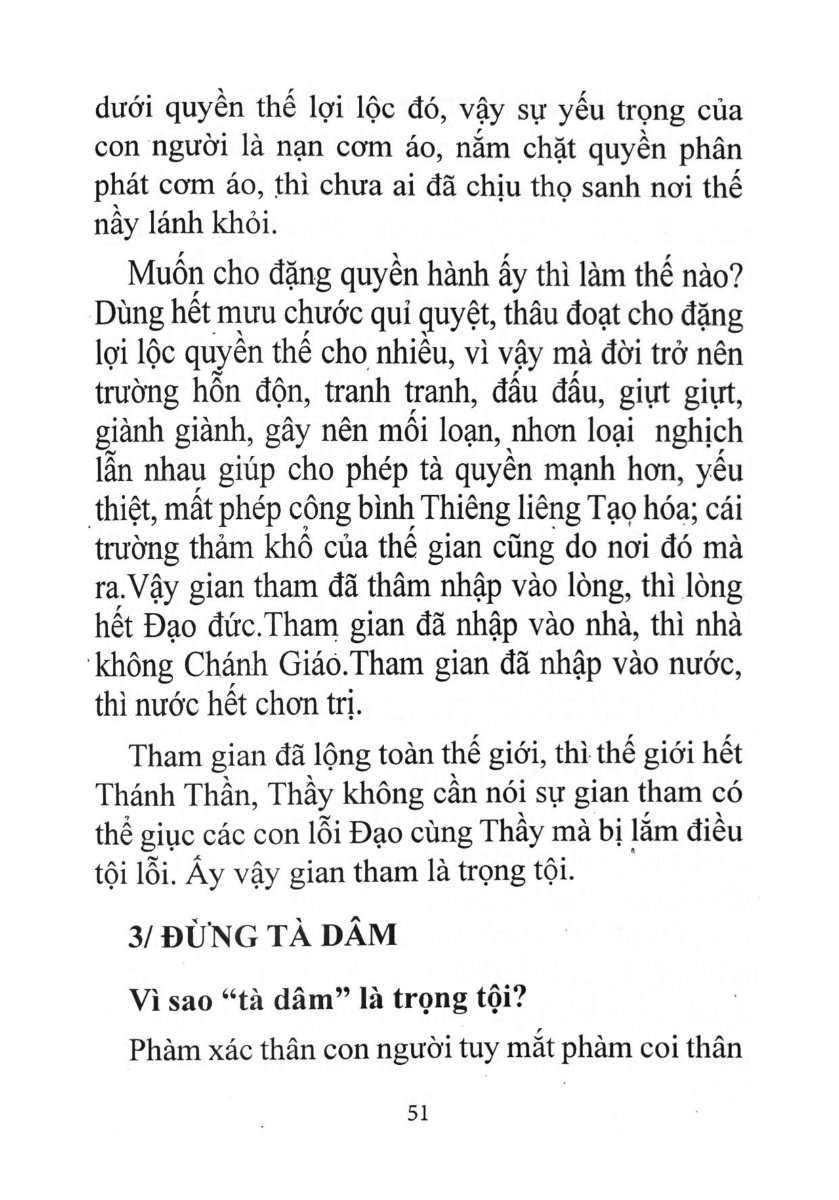 dưới quyền thế lợi lộc đó, vậy sự yếu trọng của
con người là nạn cơm áo, nắm chặt quyền phân
phát cơm áo, thì chưa ai đã chịu thọ sanh nơi thế
nầy lánh khỏi.
Muốn cho đặng quyền hành ấy thì làm thế nào?
Dùng hết mưu chước quỉ quyệt, thâu đoạt cho đặng
lợi lộc quyền thế cho nhiều, vì vậy mà đời trở nên
trường hỗn độn, tranh tranh, đấu đấu, giựt giựt,
giành giành, gây nên mối loạn, nhơn loại nghịch
lẫn nhau giúp cho phép tà quyền mạnh hơn, yếu
thiệt, mất phép công bình Thiêng liêng Tạo hóa; cái
trường thảm khổ của thế gian cũng do nơi đó mà
ra.Vậy gian tham đã thâm nhập vào lòng, thì lòng
hết Đạo đức.Tham gian đã nhập vào nhà, thì nhà
không Chánh Giáo.Tham gian đã nhập vào nước,
thì nước hết chơn trị.
Tham gian đã lộng toàn thế giới, thì thế giới hết
Thánh Thần, Thầy không cần nói sự gian tham có
thể giục các con lỗi Đạo cùng Thầy mà bị lắm điều
tội lỗi. Ấy vậy gian tham là trọng tội.
3/ ĐỪNG TÀ DÂM
Vì sao “tà dâm” là trọng tội?
Phàm xác thân con người tuy mắt phàm coi thân
51